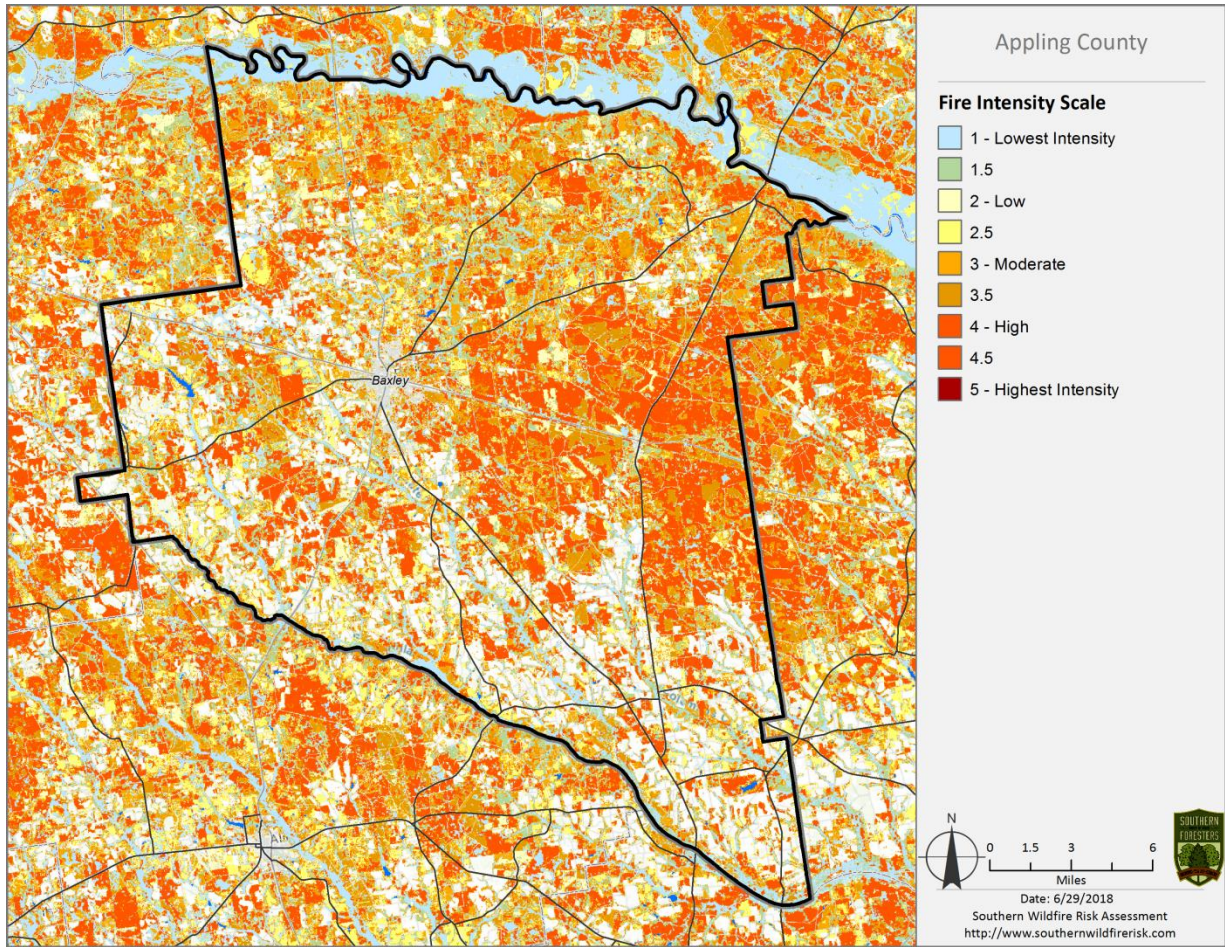 Appling County
Fire Intensity Scale
1 - Lowest Intensity
1.5
2 - Low
2.5
3 - Moderate
3.5
4 - High
4.5
5 - Highest Intensity
Baxley
N
0 1.5 3 6
Miles
Date: 6/29/2018
Southern Wildfire Risk Assessment
http://www.southernwildfirerisk.com
SOUTHERN
FORESTERS